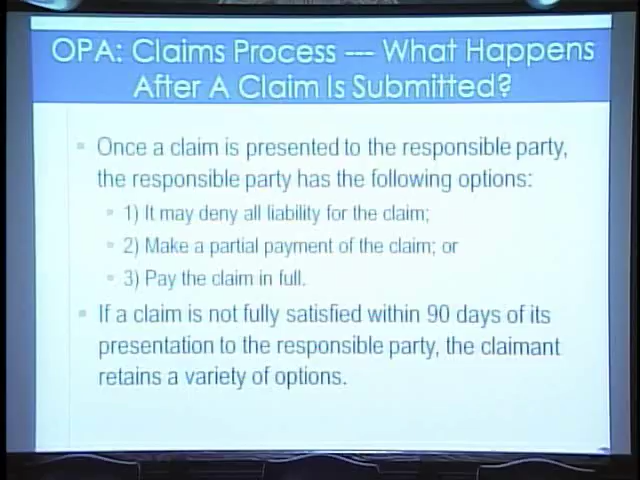 OPA: Claims Process --- What Happens
After A Claim Is Submitted?
Once a claim is presented to the responsible party,
the responsible party has the following options:
1) It may deny all liability for the claim;
2) Make a partial payment of the claim; or
3) Pay the claim in full.
If a claim is not fully satisfied within 90 days of its
presentation to the responsible party, the claimant
retains a variety of options.